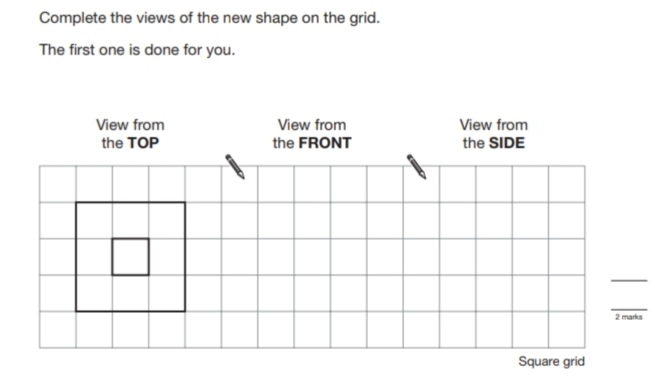 Complete the views of the new shape on the grid.
The first one is done for you.
View from
the TOP
View from
the FRONT
View from
the SIDE
2 marks
Square grid